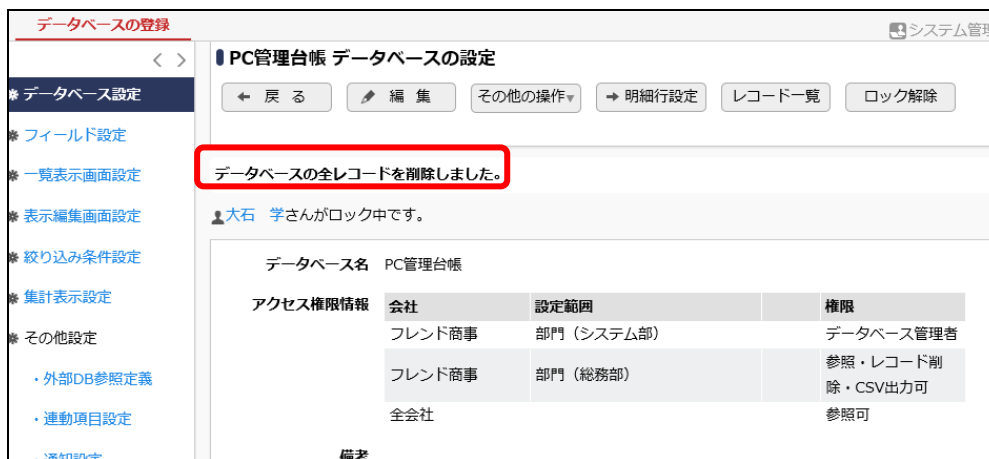 データベースの登録
システム管理
< >
データベース設定
フィールド設定
一覧表示画面設定
表示編集画面設定
絞り込み条件設定
集計表示設定
その他設定
・外部DB参照定義
・連動項目設定
・通知設定
PC管理台帳 データベースの設定
戻る
編集
その他の操作▼
明細行設定
レコード一覧
ロック解除
データベースの全レコードを削除しました。
大石 学さんがロック中です。
データベース名 PC管理台帳
アクセス権限情報 会社 設定範囲 権限
フレンド商事 部門（システム部） データベース管理者
フレンド商事 部門（総務部） 参照・レコード削
除・CSV出力可
全会社 参照可
備考